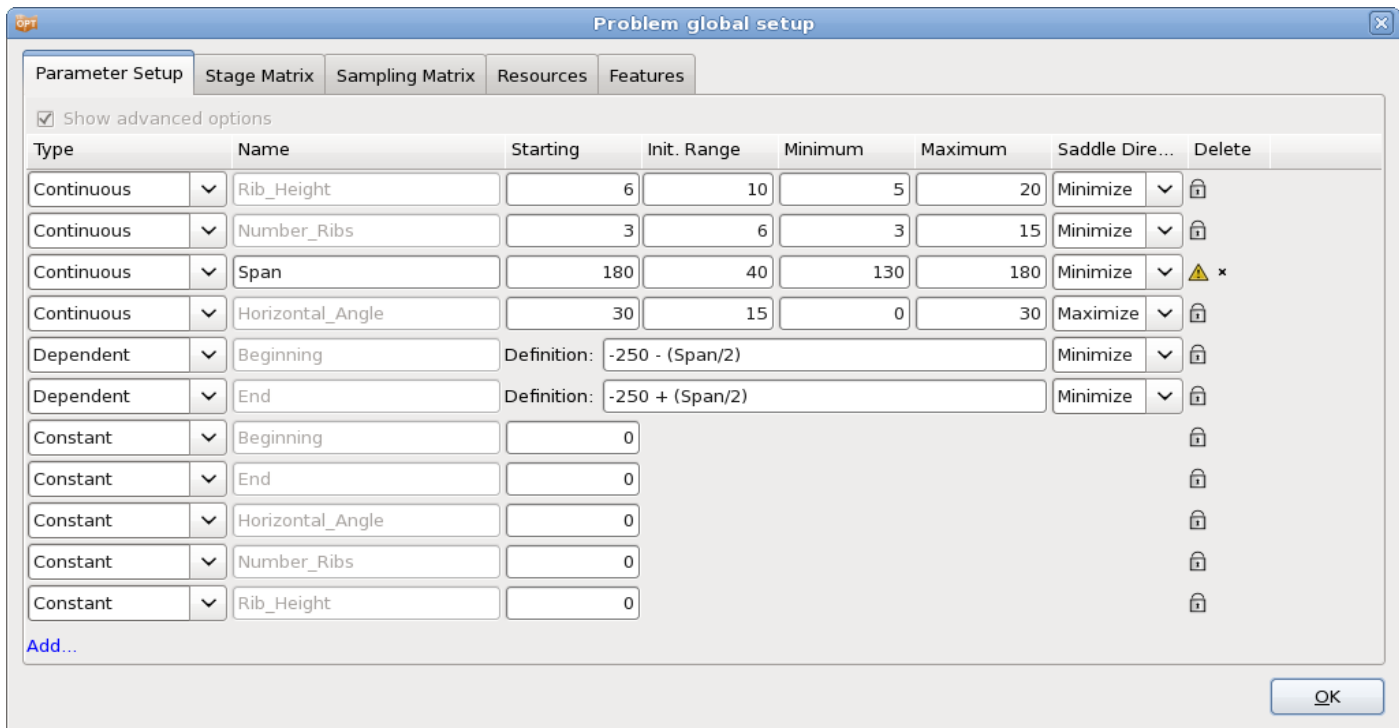 OPT Problem global setup
Parameter Setup Stage Matrix Sampling Matrix Resources Features
Show advanced options
Type Name Starting Init. Range Minimum Maximum Saddle Dire... Delete
Continuous Rib_Height 6 10 5 20 Minimize
Continuous Number_Ribs 3 6 3 15 Minimize
Continuous Span 180 40 130 180 Minimize
Continuous Horizontal_Angle 30 15 0 30 Maximize
Dependent Beginning Definition: -250 - (Span/2) Minimize
Dependent End Definition: -250 + (Span/2) Minimize
Constant Beginning 0
Constant End 0
Constant Horizontal_Angle 0
Constant Number_Ribs 0
Constant Rib_Height 0
Add...
OK